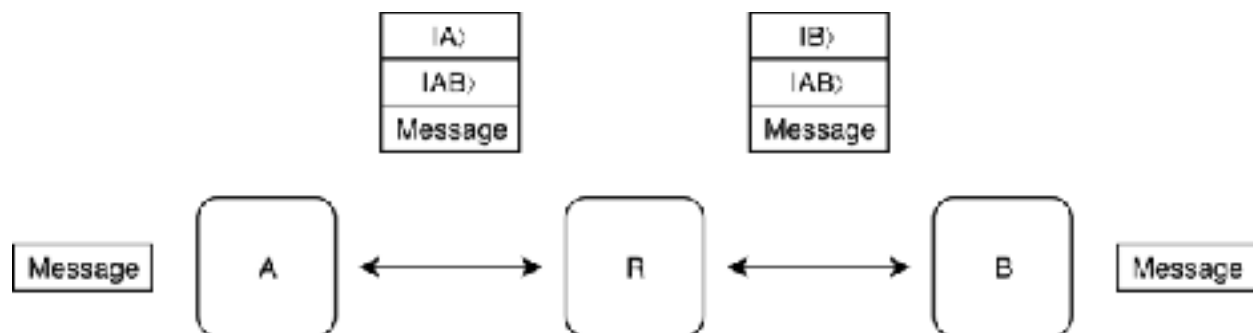 |A⟩
|B⟩
|AB⟩
|AB⟩
Message
Message
Message
A
R
B
Message